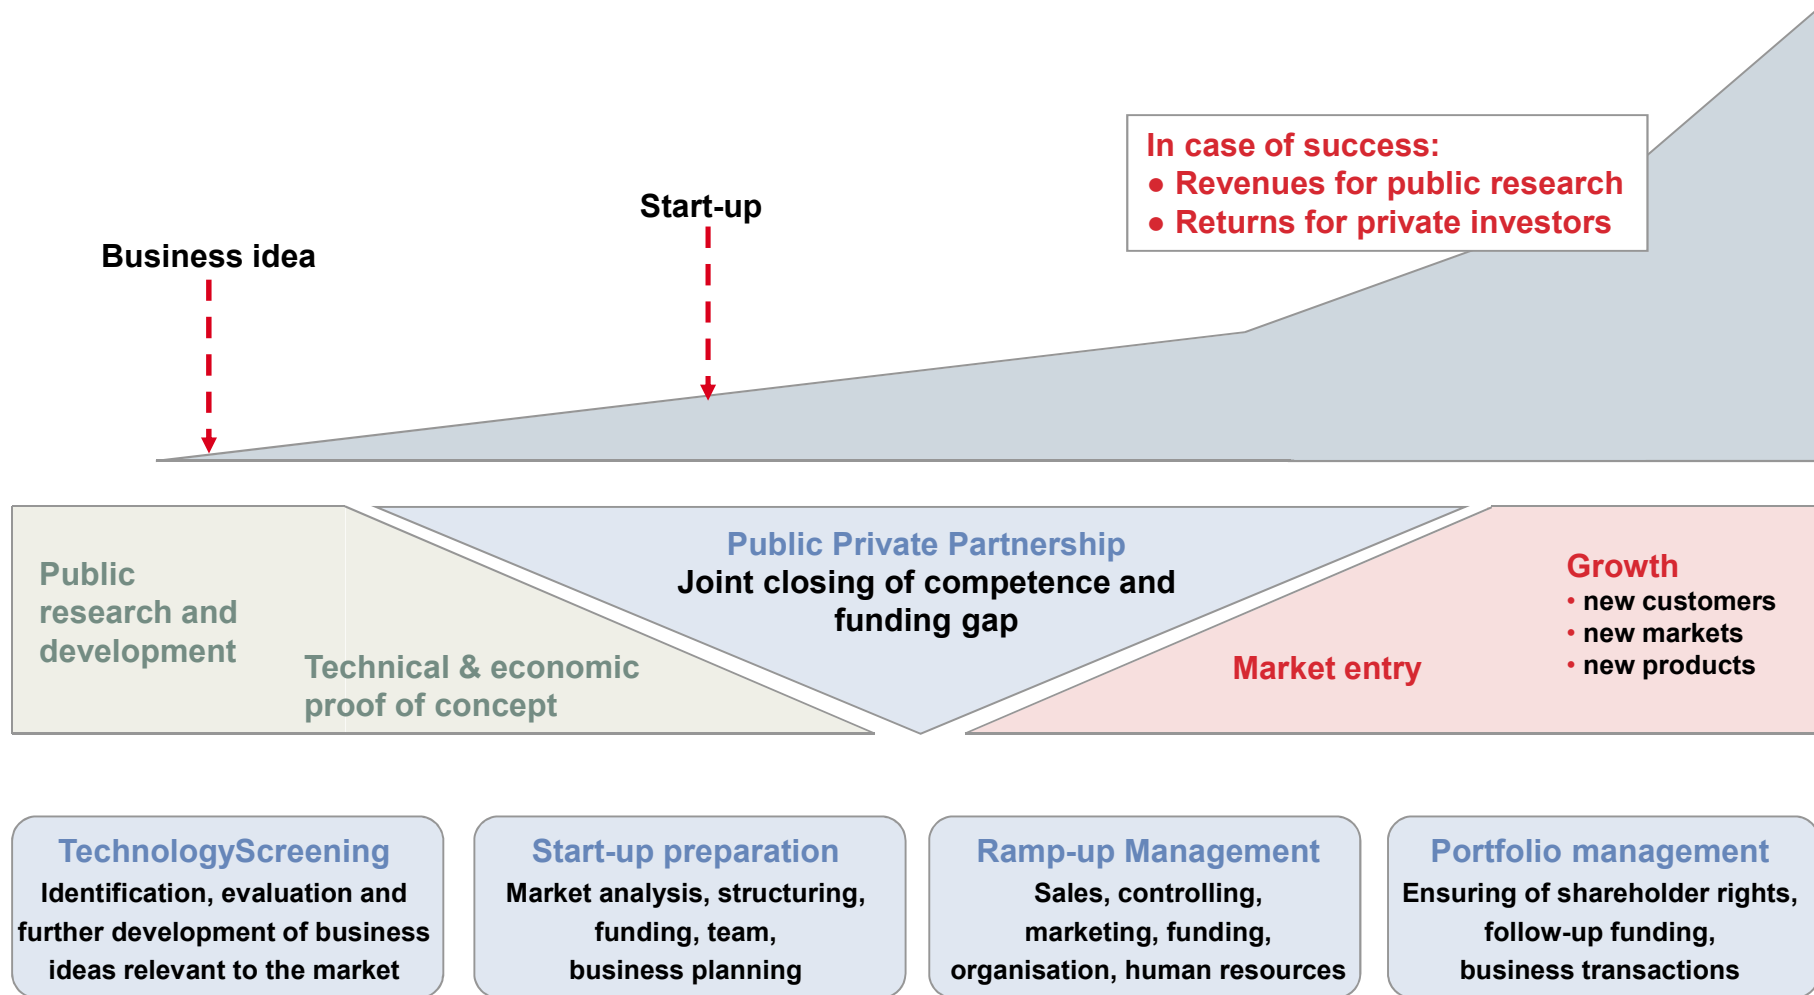 In case of success:
● Revenues for public research
● Returns for private investors
Start-up
Business idea
Public
research and
development
Technical & economic
proof of concept
Public Private Partnership
Joint closing of competence and
funding gap
Market entry
Growth
• new customers
• new markets
• new products
TechnologyScreening
Identification, evaluation and
further development of business
ideas relevant to the market
Start-up preparation
Market analysis, structuring,
funding, team,
business planning
Ramp-up Management
Sales, controlling,
marketing, funding,
organisation, human resources
Portfolio management
Ensuring of shareholder rights,
follow-up funding,
business transactions